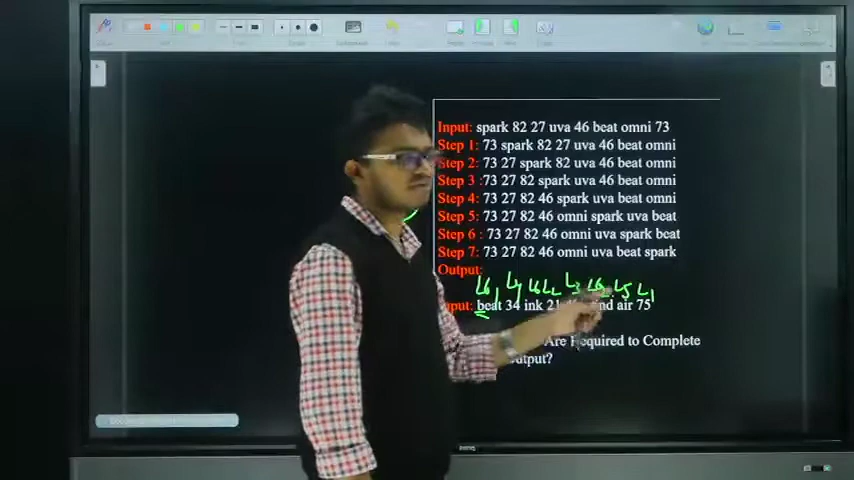 Input: spark 82 27 uva 46 beat omni 73
Step 1: 73 spark 82 27 uva 46 beat omni
Step 2: 73 27 spark 82 uva 46 beat omni
Step 3 :73 27 82 spark uva 46 beat omni
Step 4: 73 27 82 46 spark uva beat omni
Step 5: 73 27 82 46 omni spark uva beat
Step 6 : 73 27 82 46 omni uva spark beat
Step 7: 73 27 82 46 omni uva beat spark
Output:
put: beat 34 ink 21 nd air 75
Are Required to Complete
utput?